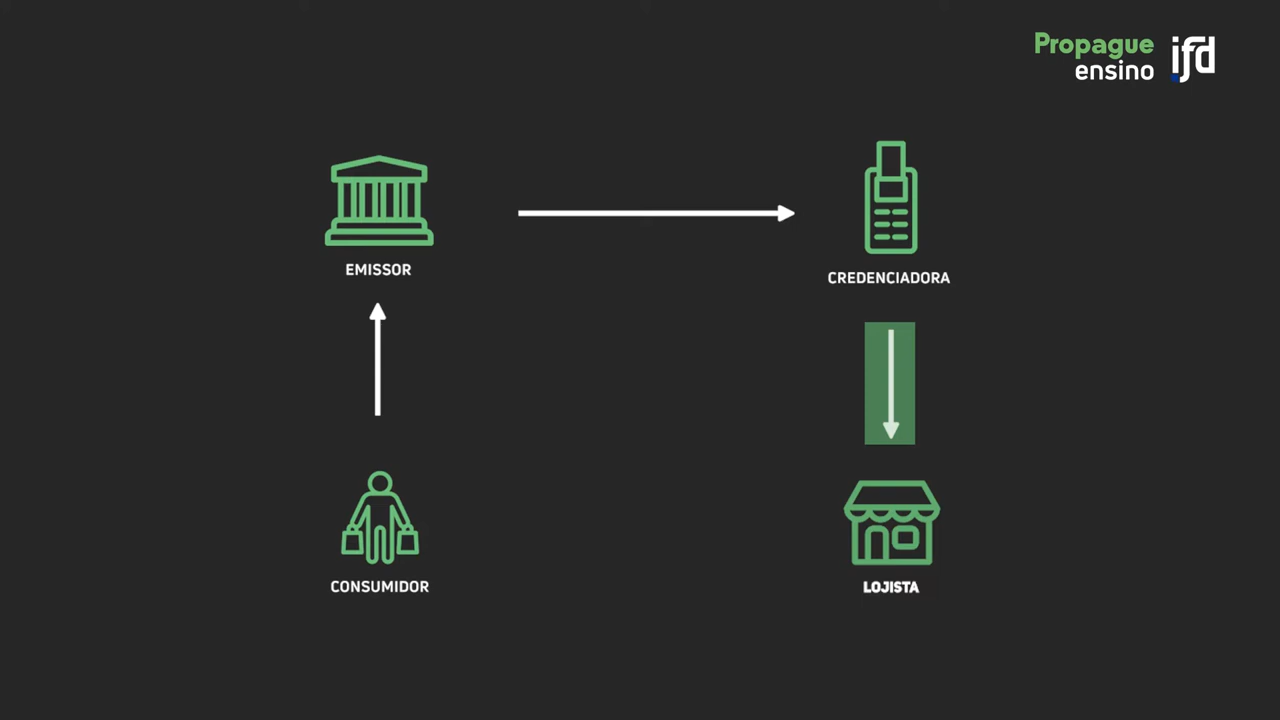 Propague
ensino
ifd
EMISSOR
CREDENCIADORA
CONSUMIDOR
LOJISTA